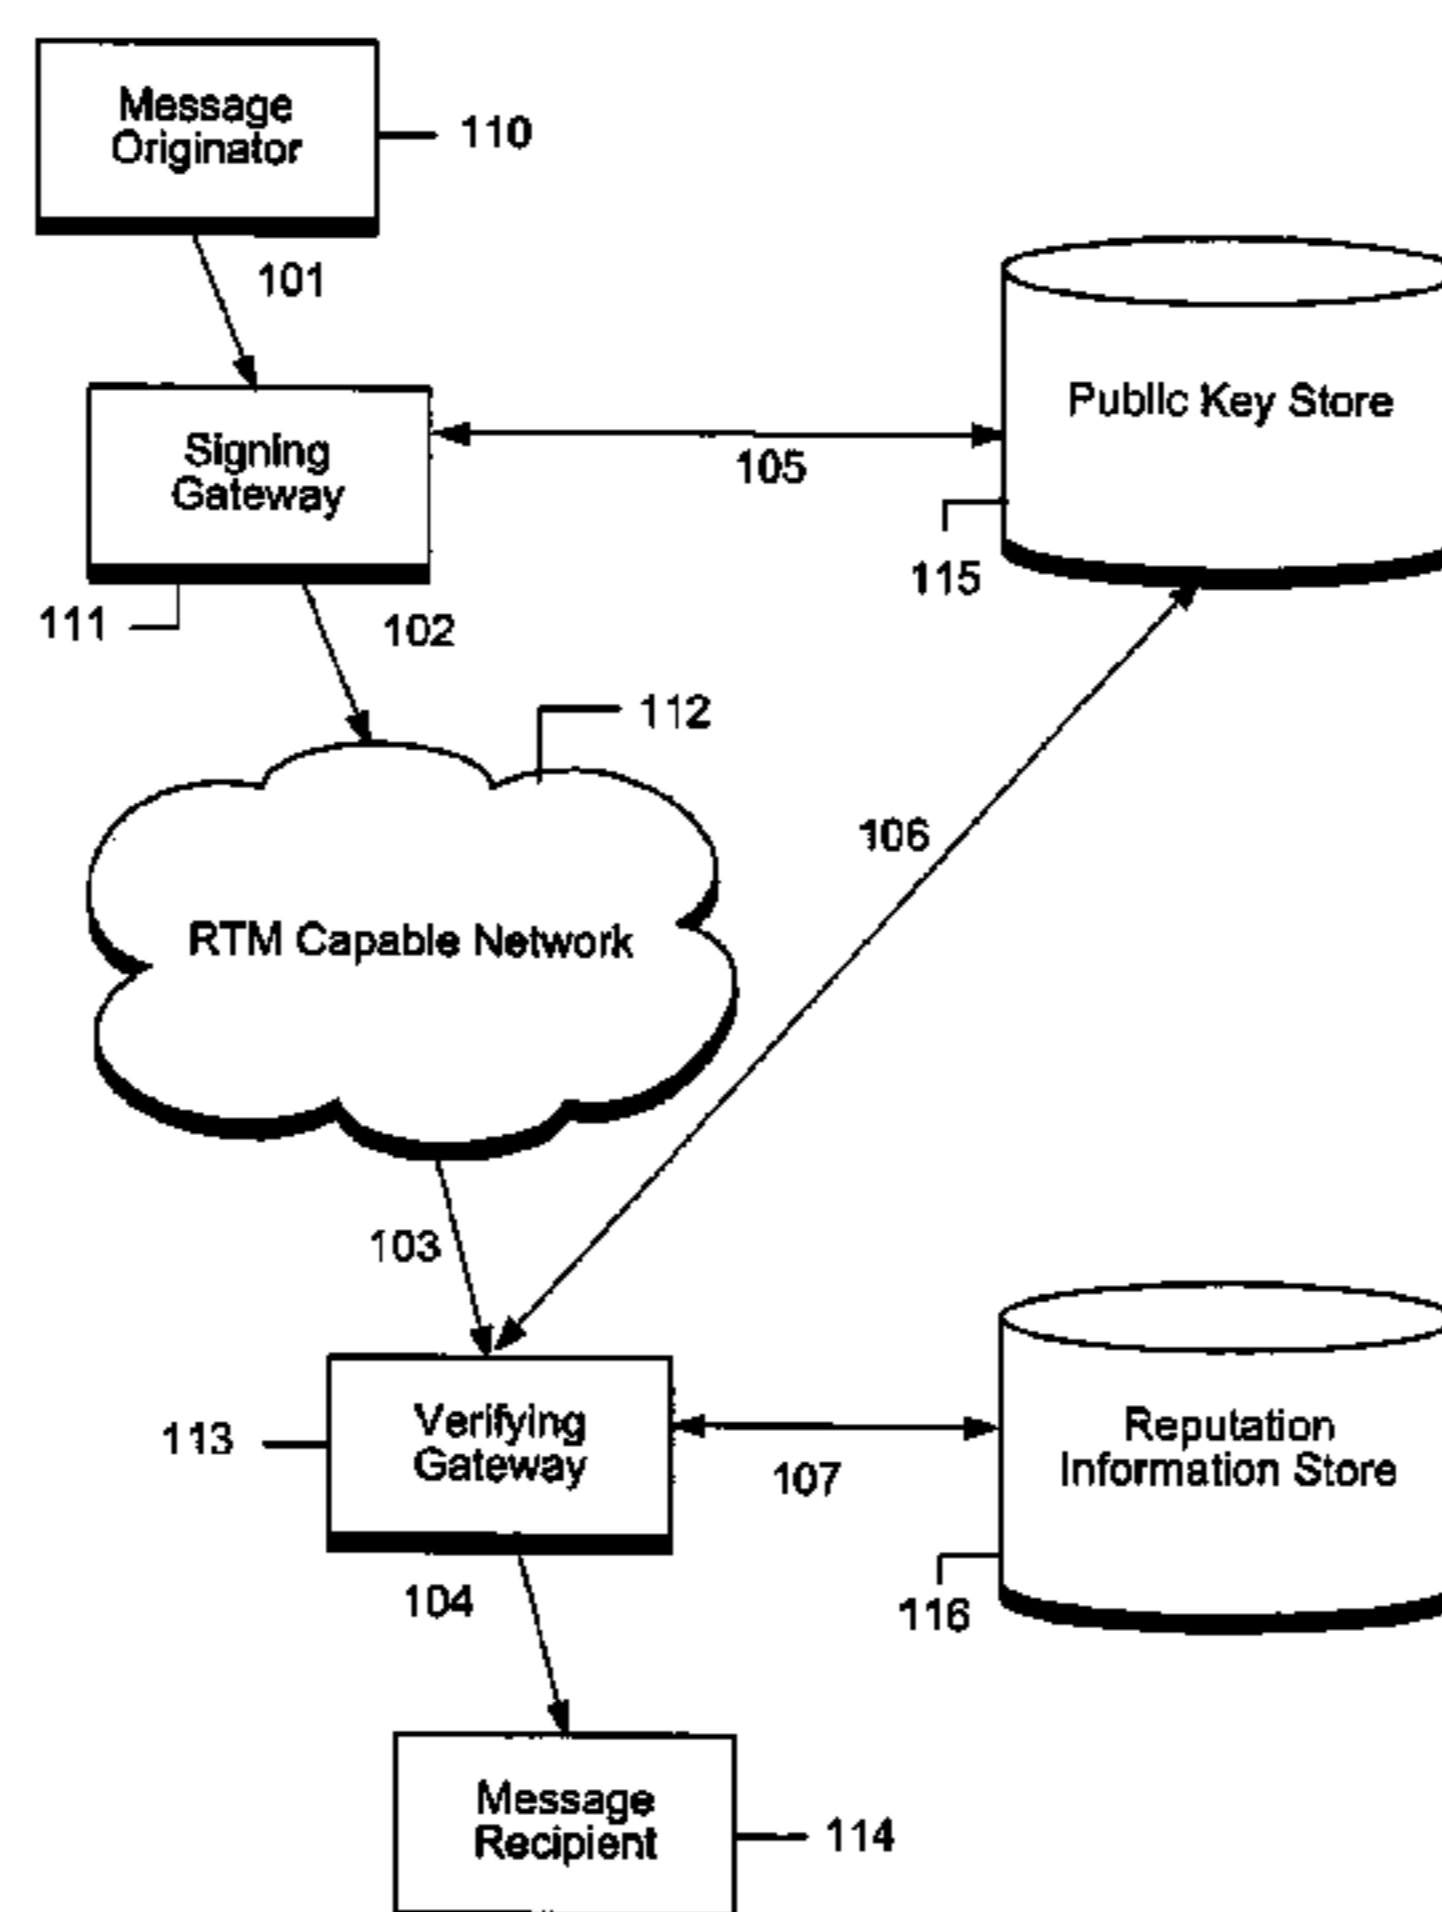 Message
Originator
110
101
Public Key Store
Signing
Gateway
105
115
111
102
112
106
RTM Capable Network
103
Verifying
Gateway
113
107
Reputation
Information Store
104
116
Message
Recipient
114